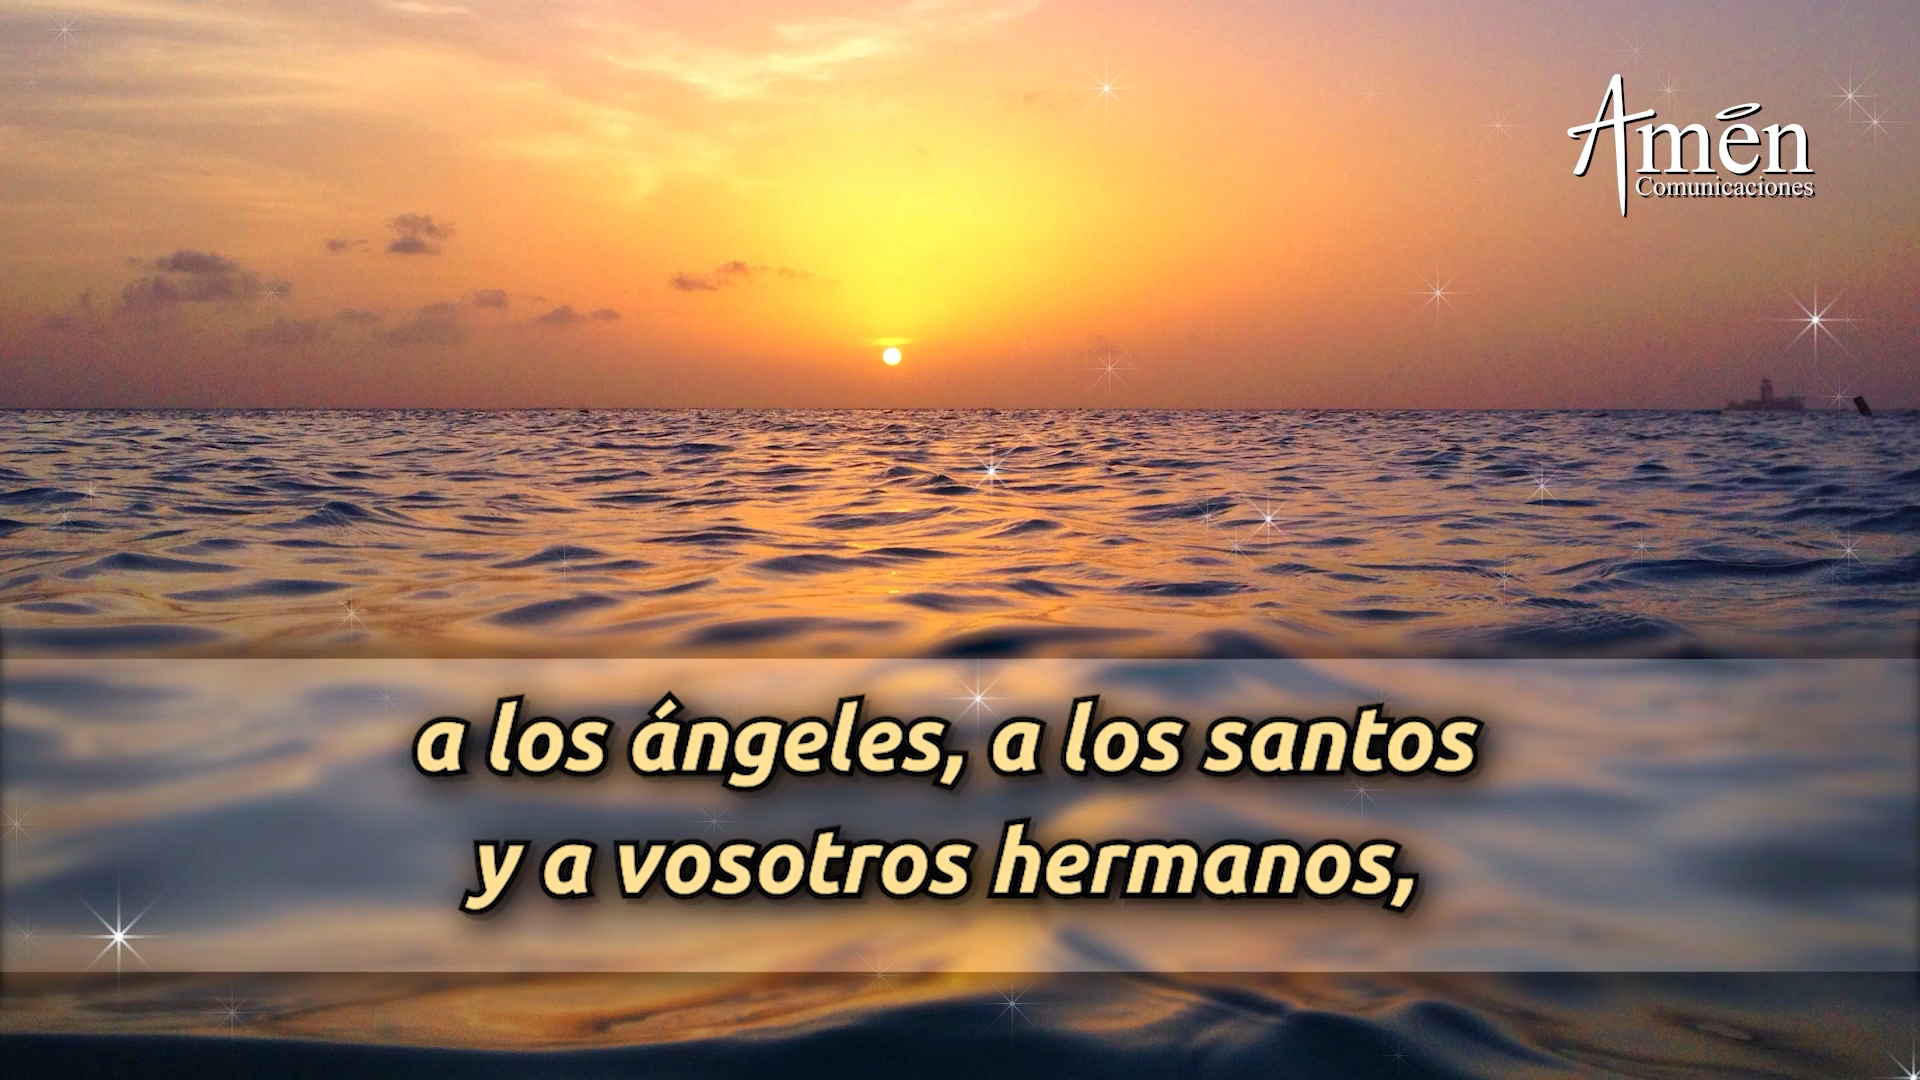 Amén
Comunicaciones
a los ángeles, a los santos
y a vosotros hermanos,